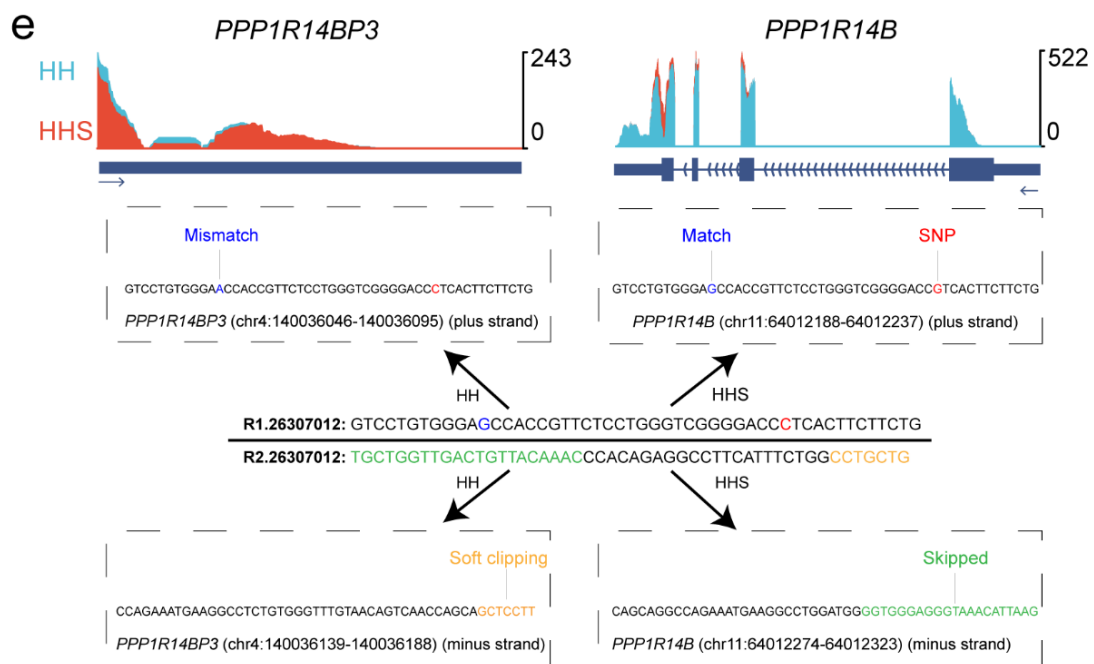 e
PPP1R14BP3
PPP1R14B
HH
HHS
243
0
522
0
Mismatch
GTCCTGTGGGAACCACCGTTCTCCTGGGTCGGGGACCCTCACTTCTTCTG
PPP1R14BP3 (chr4:140036046-140036095) (plus strand)
Match
SNP
GTCCTGTGGGAGCCACCGTTCTCCTGGGTCGGGGACCGTCACTTCTTCTG
PPP1R14B (chr11:64012188-64012237) (plus strand)
HH
HHS
R1.26307012: GTCCTGTGGGAGCCACCGTTCTCCTGGGTCGGGGACCCTCACTTCTTCTG
R2.26307012: TGCTGGTTGACTGTTACAAACCCACAGAGGCCTTCATTTCTGGCCTGCTG
HH
HHS
Soft clipping
CCAGAAATGAAGGCCTCTGTGGGTTTGTAACAGTCAACCAGCAGCTCCTT
PPP1R14BP3 (chr4:140036139-140036188) (minus strand)
Skipped
CAGCAGGCCAGAAATGAAGGCCTGGATGGGGTGGGAGGGTAAACATTAAG
PPP1R14B (chr11:64012274-64012323) (minus strand)